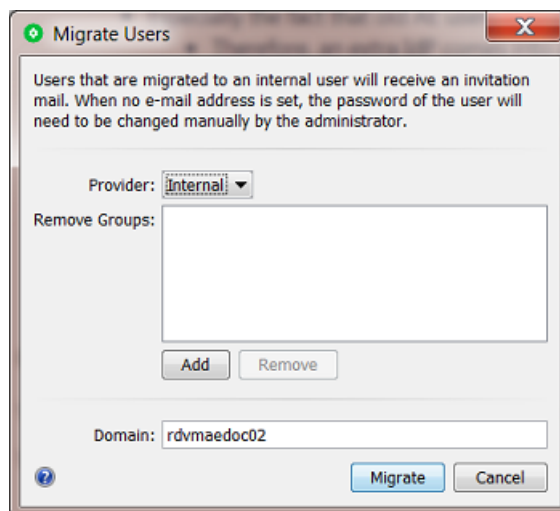 Migrate Users
Users that are migrated to an internal user will receive an invitation
mail. When no e-mail address is set, the password of the user will
need to be changed manually by the administrator.
Provider: Internal
Remove Groups:
Add Remove
Domain: rdvmaedoc02
Migrate Cancel